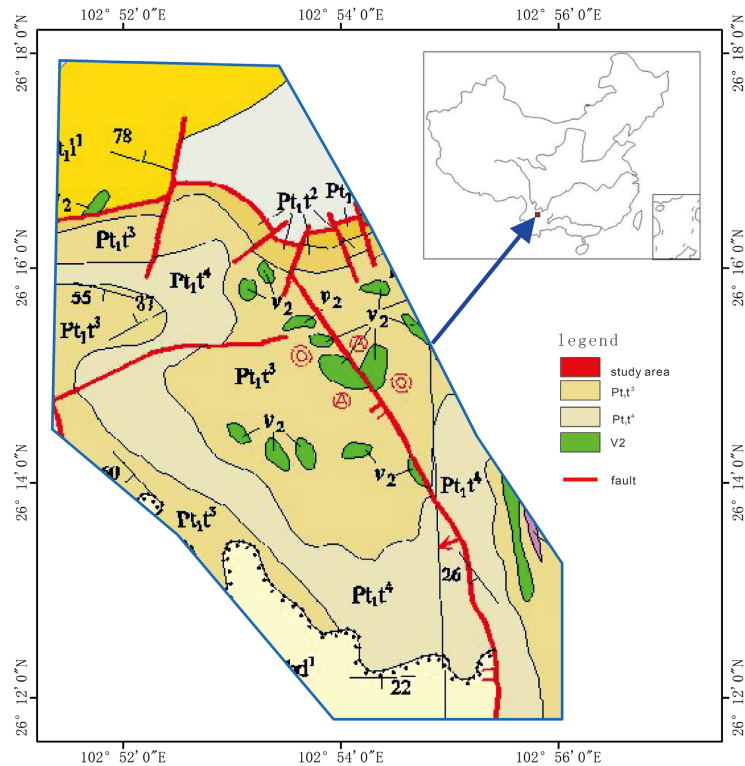 102° 52′ 0″E 102° 54′ 0″E 102° 56′ 0″E
26° 18′ 0″N
26° 18′ 0″N
78
2
Pt₁t² Pt₁
Pt₁t³
26° 16′ 0″N
26° 16′ 0″N
Pt₁t⁴
55 37
v₂ v₂
v₂
Pt₁t³
Pt₁t³
A
A
legend
study area
Pt₁t³
Pt₁t⁴
V2
fault
v₂
v₂
26° 14′ 0″N
26° 14′ 0″N
60
Pt₁t⁴
Pt₁t³
26
Pt₁t⁴
22
26° 12′ 0″N
26° 12′ 0″N
102° 52′ 0″E 102° 54′ 0″E 102° 56′ 0″E